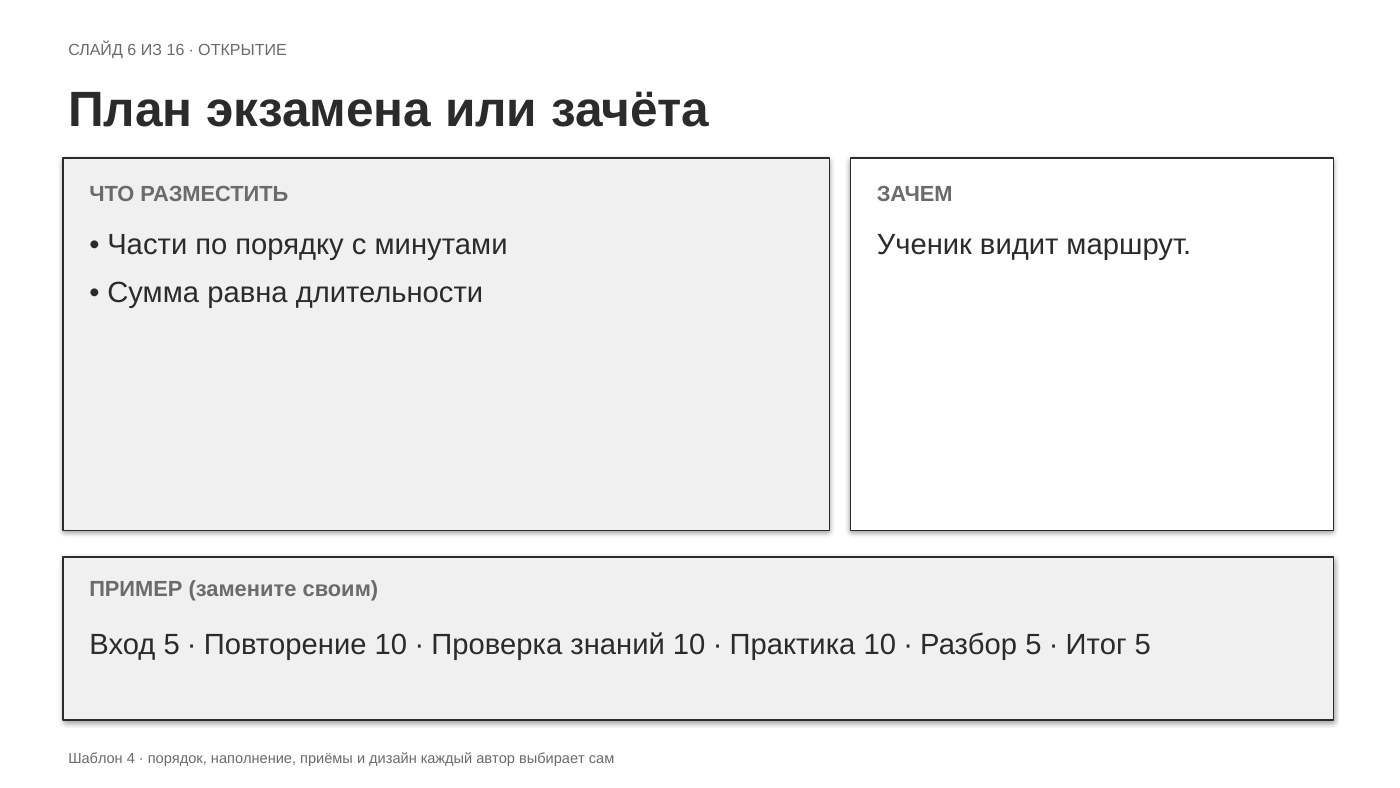 СЛАЙД 6 ИЗ 16 · ОТКРЫТИЕ
План экзамена или зачёта
ЧТО РАЗМЕСТИТЬ
• Части по порядку с минутами
• Сумма равна длительности
ЗАЧЕМ
Ученик видит маршрут.
ПРИМЕР (замените своим)
Вход 5 · Повторение 10 · Проверка знаний 10 · Практика 10 · Разбор 5 · Итог 5
Шаблон 4 · порядок, наполнение, приёмы и дизайн каждый автор выбирает сам